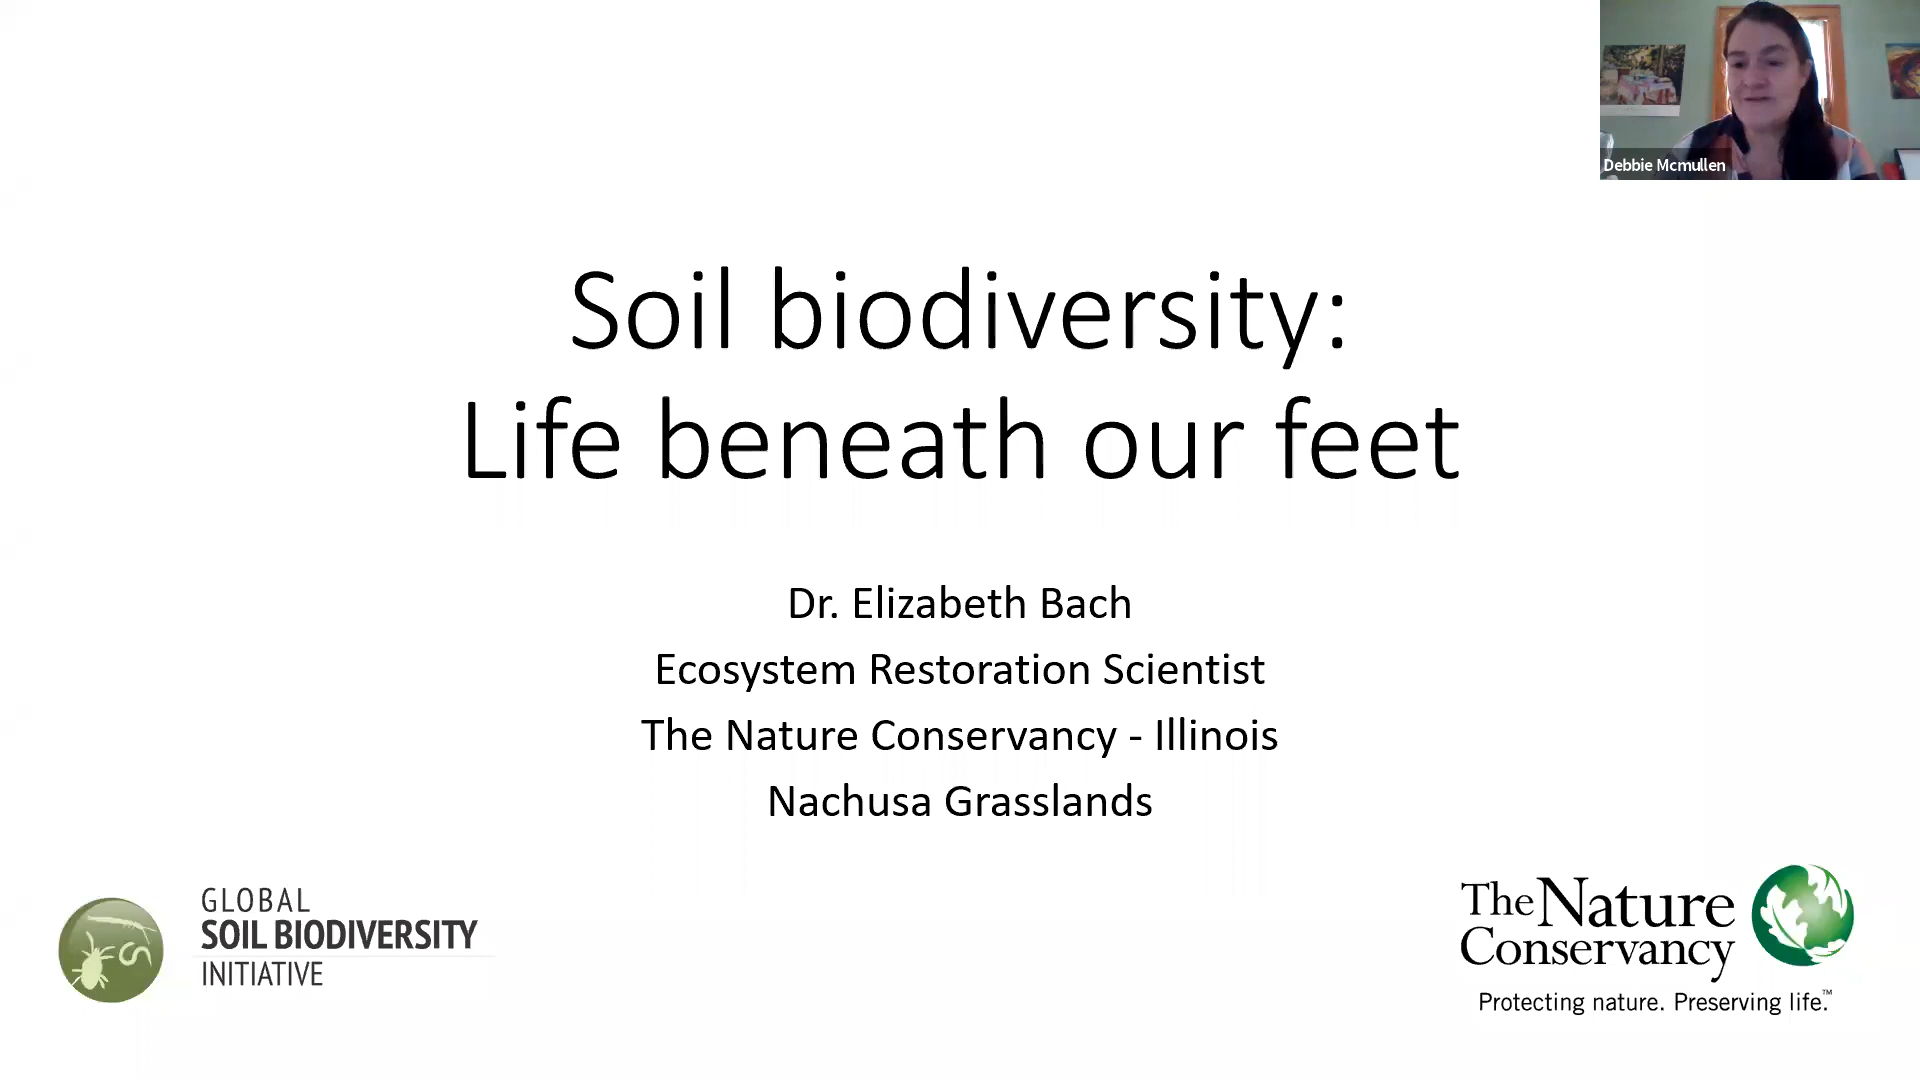 Debbie Mcmullen
Soil biodiversity:
Life beneath our feet
Dr. Elizabeth Bach
Ecosystem Restoration Scientist
The Nature Conservancy - Illinois
Nachusa Grasslands
GLOBAL
SOIL BIODIVERSITY
INITIATIVE
The Nature
Conservancy
Protecting nature. Preserving life.™